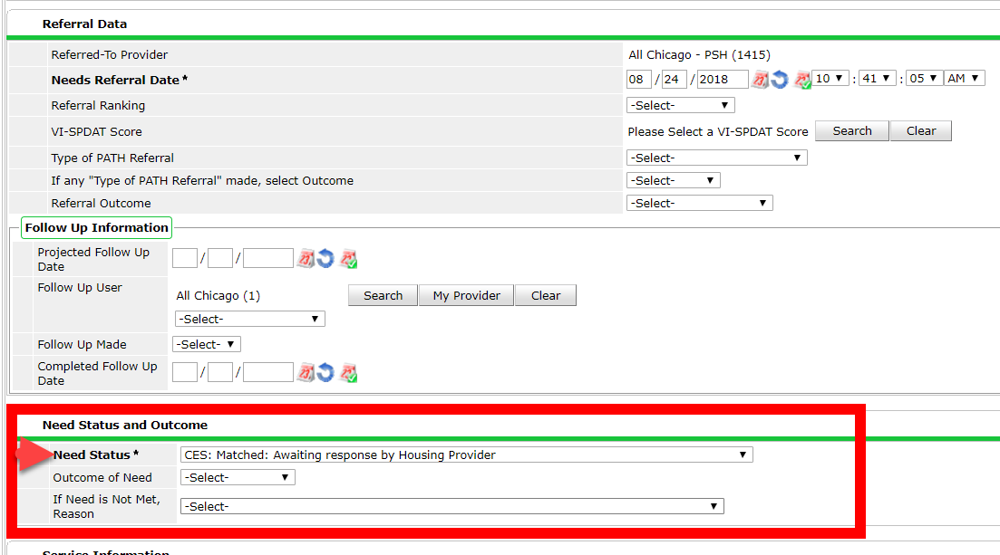 Referral Data
Referred-To Provider All Chicago - PSH (1415)
Needs Referral Date * 08 / 24 / 2018 10 : 41 : 05 AM
Referral Ranking -Select-
VI-SPDAT Score Please Select a VI-SPDAT Score Search Clear
Type of PATH Referral -Select-
If any "Type of PATH Referral" made, select Outcome -Select-
Referral Outcome -Select-
Follow Up Information
Projected Follow Up
Date / /
Follow Up User All Chicago (1) Search My Provider Clear
-Select-
Follow Up Made -Select-
Completed Follow Up
Date / /
Need Status and Outcome
Need Status * CES: Matched: Awaiting response by Housing Provider
Outcome of Need -Select-
If Need is Not Met,
Reason -Select-
Service Information